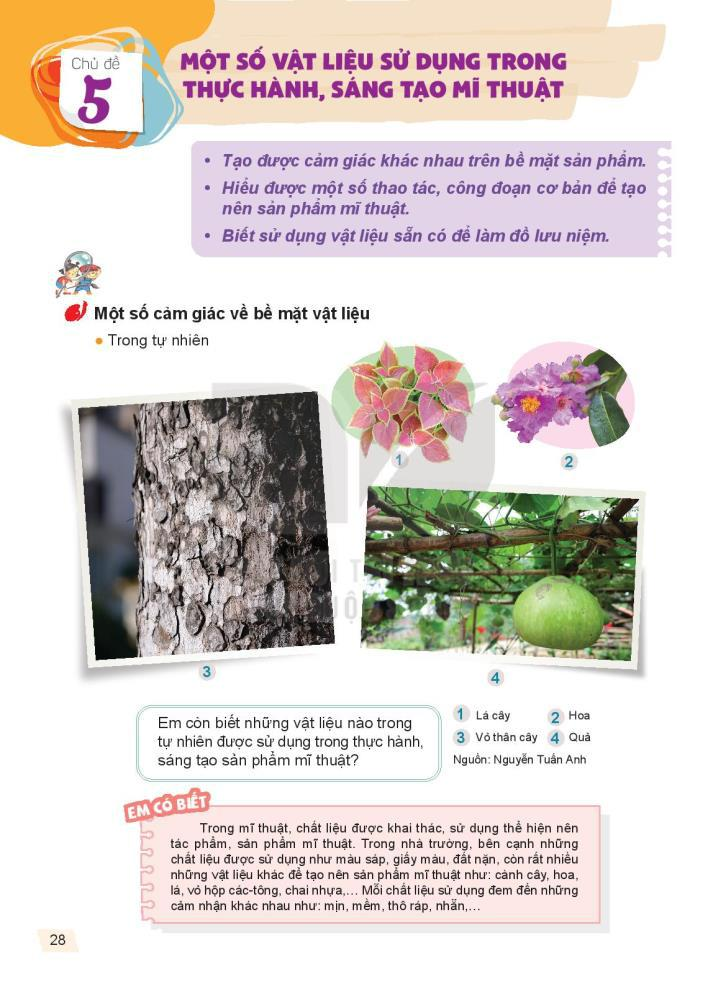 Chủ đề
5
MỘT SỐ VẬT LIỆU SỬ DỤNG TRONG
THỰC HÀNH, SÁNG TẠO MĨ THUẬT
• Tạo được cảm giác khác nhau trên bề mặt sản phẩm.
• Hiểu được một số thao tác, công đoạn cơ bản để tạo
nên sản phẩm mĩ thuật.
• Biết sử dụng vật liệu sẵn có để làm đồ lưu niệm.
Một số cảm giác về bề mặt vật liệu
• Trong tự nhiên
1
2
3
4
Em còn biết những vật liệu nào trong
tự nhiên được sử dụng trong thực hành,
sáng tạo sản phẩm mĩ thuật?
1 Lá cây 2 Hoa
3 Vỏ thân cây 4 Quả
Nguồn: Nguyễn Tuấn Anh
EM CÓ BIẾT
Trong mĩ thuật, chất liệu được khai thác, sử dụng thể hiện nên
tác phẩm, sản phẩm mĩ thuật. Trong nhà trường, bên cạnh những
chất liệu được sử dụng như màu sáp, giấy màu, đất nặn, còn rất nhiều
những vật liệu khác để tạo nên sản phẩm mĩ thuật như: cành cây, hoa,
lá, vỏ hộp các-tông, chai nhựa,... Mỗi chất liệu sử dụng đem đến những
cảm nhận khác nhau như: mịn, mềm, thô ráp, nhẵn,...
28